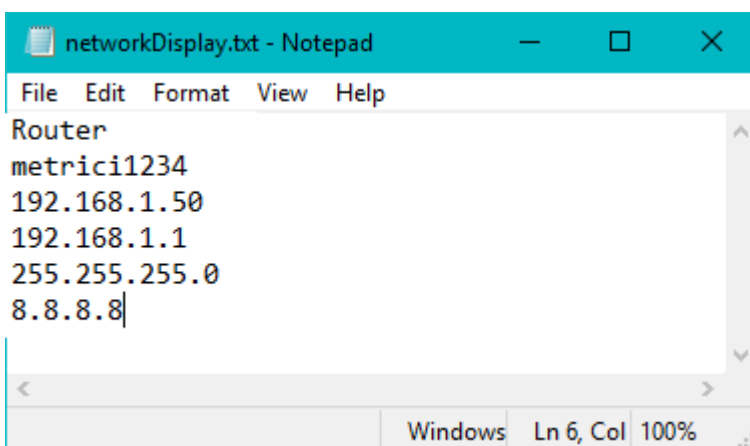 networkDisplay.txt - Notepad
File Edit Format View Help
Router
metrici1234
192.168.1.50
192.168.1.1
255.255.255.0
8.8.8.8
Windows Ln 6, Col 100%